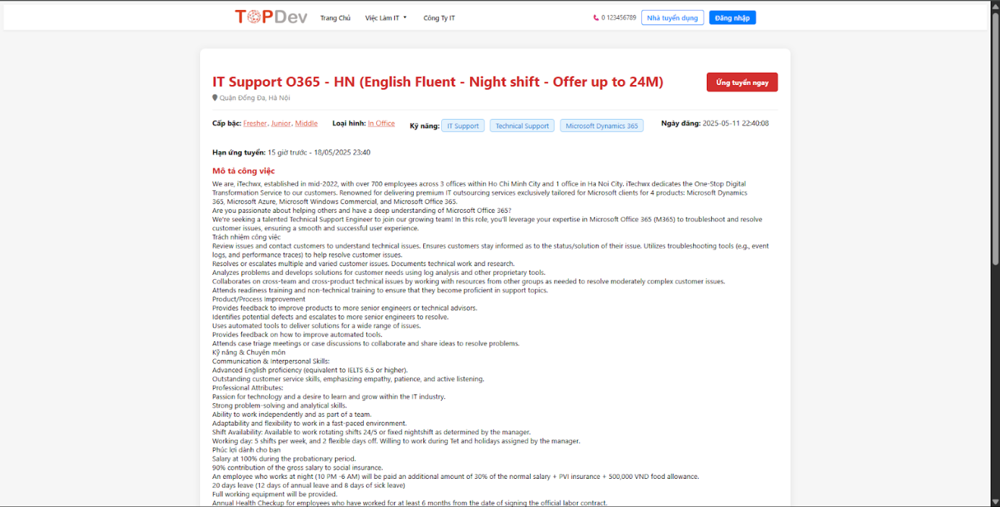 TOPDev
Trang Chủ
Việc Làm IT
Công Ty IT
0 123456789
Nhà tuyển dụng
Đăng nhập
IT Support O365 - HN (English Fluent - Night shift - Offer up to 24M)
Ứng tuyển ngay
Quận Đống Đa, Hà Nội
Cấp bậc: Fresher, Junior, Middle
Loại hình: In Office
Kỹ năng: IT Support Technical Support Microsoft Dynamics 365
Ngày đăng: 2025-05-11 22:40:08
Hạn ứng tuyển: 15 giờ trước - 18/05/2025 23:40
Mô tả công việc
We are, iTechwx, established in mid-2022, with over 700 employees across 3 offices within Ho Chi Minh City and 1 office in Ha Noi City. iTechwx dedicates the One-Stop Digital
Transformation Service to our customers. Renowned for delivering premium IT outsourcing services exclusively tailored for Microsoft clients for 4 products: Microsoft Dynamics
365, Microsoft Azure, Microsoft Windows Commercial, and Microsoft Office 365.
Are you passionate about helping others and have a deep understanding of Microsoft Office 365?
We're seeking a talented Technical Support Engineer to join our growing team! In this role, you'll leverage your expertise in Microsoft Office 365 (M365) to troubleshoot and resolve
customer issues, ensuring a smooth and successful user experience.
Trách nhiệm công việc
Review issues and contact customers to understand technical issues. Ensures customers stay informed as to the status/solution of their issue. Utilizes troubleshooting tools (e.g., event
logs, and performance traces) to help resolve customer issues.
Resolves or escalates multiple and varied customer issues. Documents technical work and research.
Analyzes problems and develops solutions for customer needs using log analysis and other proprietary tools.
Collaborates on cross-team and cross-product technical issues by working with resources from other groups as needed to resolve moderately complex customer issues.
Attends readiness training and non-technical training to ensure that they become proficient in support topics.
Product/Process Improvement
Provides feedback to improve products to more senior engineers or technical advisors.
Identifies potential defects and escalates to more senior engineers to resolve.
Uses automated tools to deliver solutions for a wide range of issues.
Provides feedback on how to improve automated tools.
Attends case triage meetings or case discussions to collaborate and share ideas to resolve problems.
Kỹ năng & Chuyên môn
Communication & Interpersonal Skills:
Advanced English proficiency (equivalent to IELTS 6.5 or higher).
Outstanding customer service skills, emphasizing empathy, patience, and active listening.
Professional Attributes:
Passion for technology and a desire to learn and grow within the IT industry.
Strong problem-solving and analytical skills.
Ability to work independently and as part of a team.
Adaptability and flexibility to work in a fast-paced environment.
Shift Availability: Available to work rotating shifts 24/5 or fixed nightshift as determined by the manager.
Working day: 5 shifts per week, and 2 flexible days off. Willing to work during Tet and holidays assigned by the manager.
Phúc lợi dành cho bạn
Salary at 100% during the probationary period.
90% contribution of the gross salary to social insurance.
An employee who works at night (10 PM -6 AM) will be paid an additional amount of 30% of the normal salary + PVI insurance + 500,000 VND food allowance.
20 days leave (12 days of annual leave and 8 days of sick leave)
Full working equipment will be provided.
Annual Health Checkup for employees who have worked for at least 6 months from the date of signing the official labor contract.